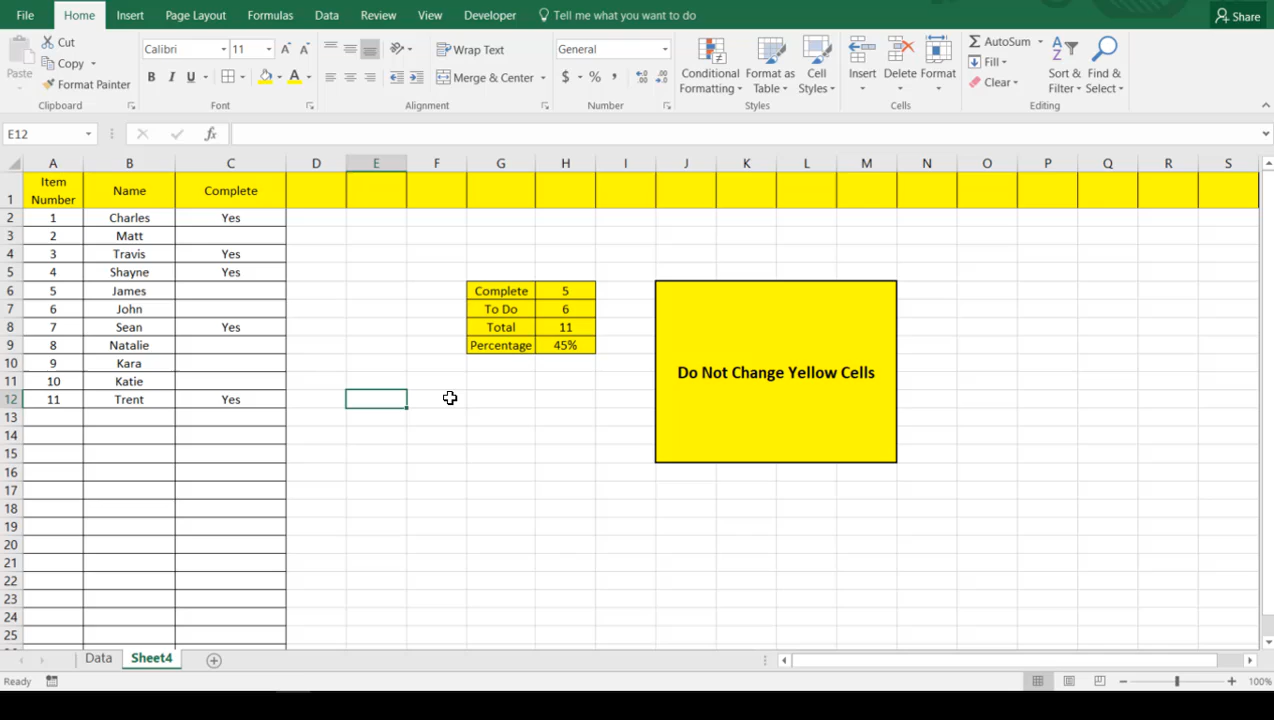 File Home Insert Page Layout Formulas Data Review View Developer Tell me what you want to do Share
Paste Cut Calibri 11 A A Wrap Text General Conditional Formatting Format as Table Cell Styles Insert Delete Format AutoSum Sort & Filter Find & Select
Copy B I U A Merge & Center $ % , Fill
Format Painter Clear
Clipboard Font Alignment Number Styles Cells Editing
E12 fx
A B C D E F G H I J K L M N O P Q R S
1 Item Number Name Complete
2 1 Charles Yes
3 2 Matt
4 3 Travis Yes
5 4 Shayne Yes
6 5 James Complete 5
7 6 John To Do 6
8 7 Sean Yes Total 11
9 8 Natalie Percentage 45%
10 9 Kara
Do Not Change Yellow Cells
11 10 Katie
12 11 Trent Yes
13
14
15
16
17
18
19
20
21
22
23
24
25
Data Sheet4
Ready 100%